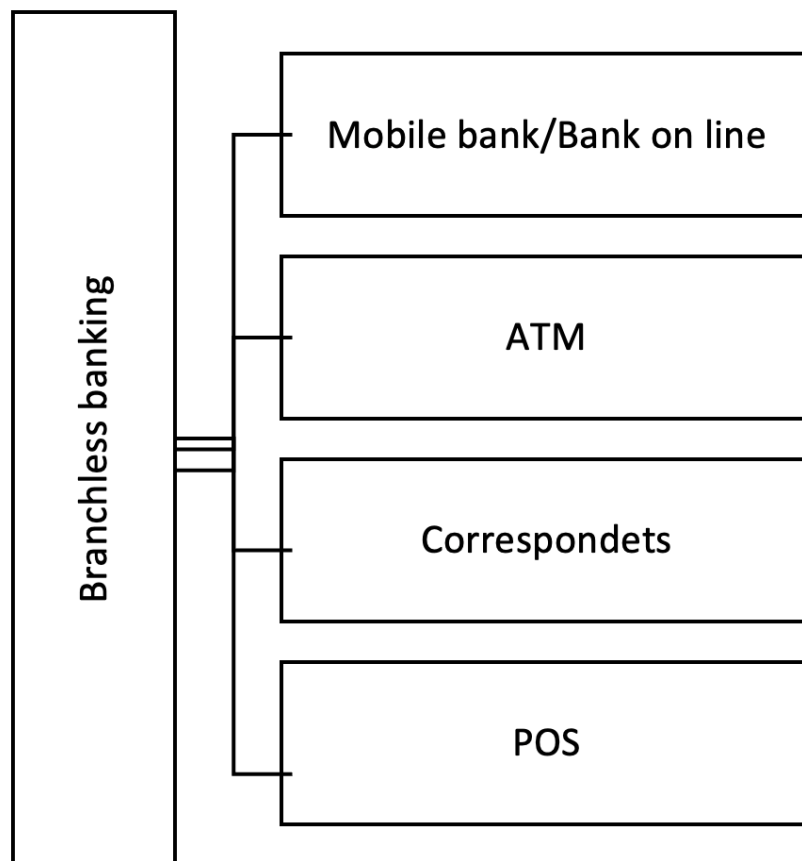 Branchless banking
Mobile bank/Bank on line
ATM
Correspondets
POS